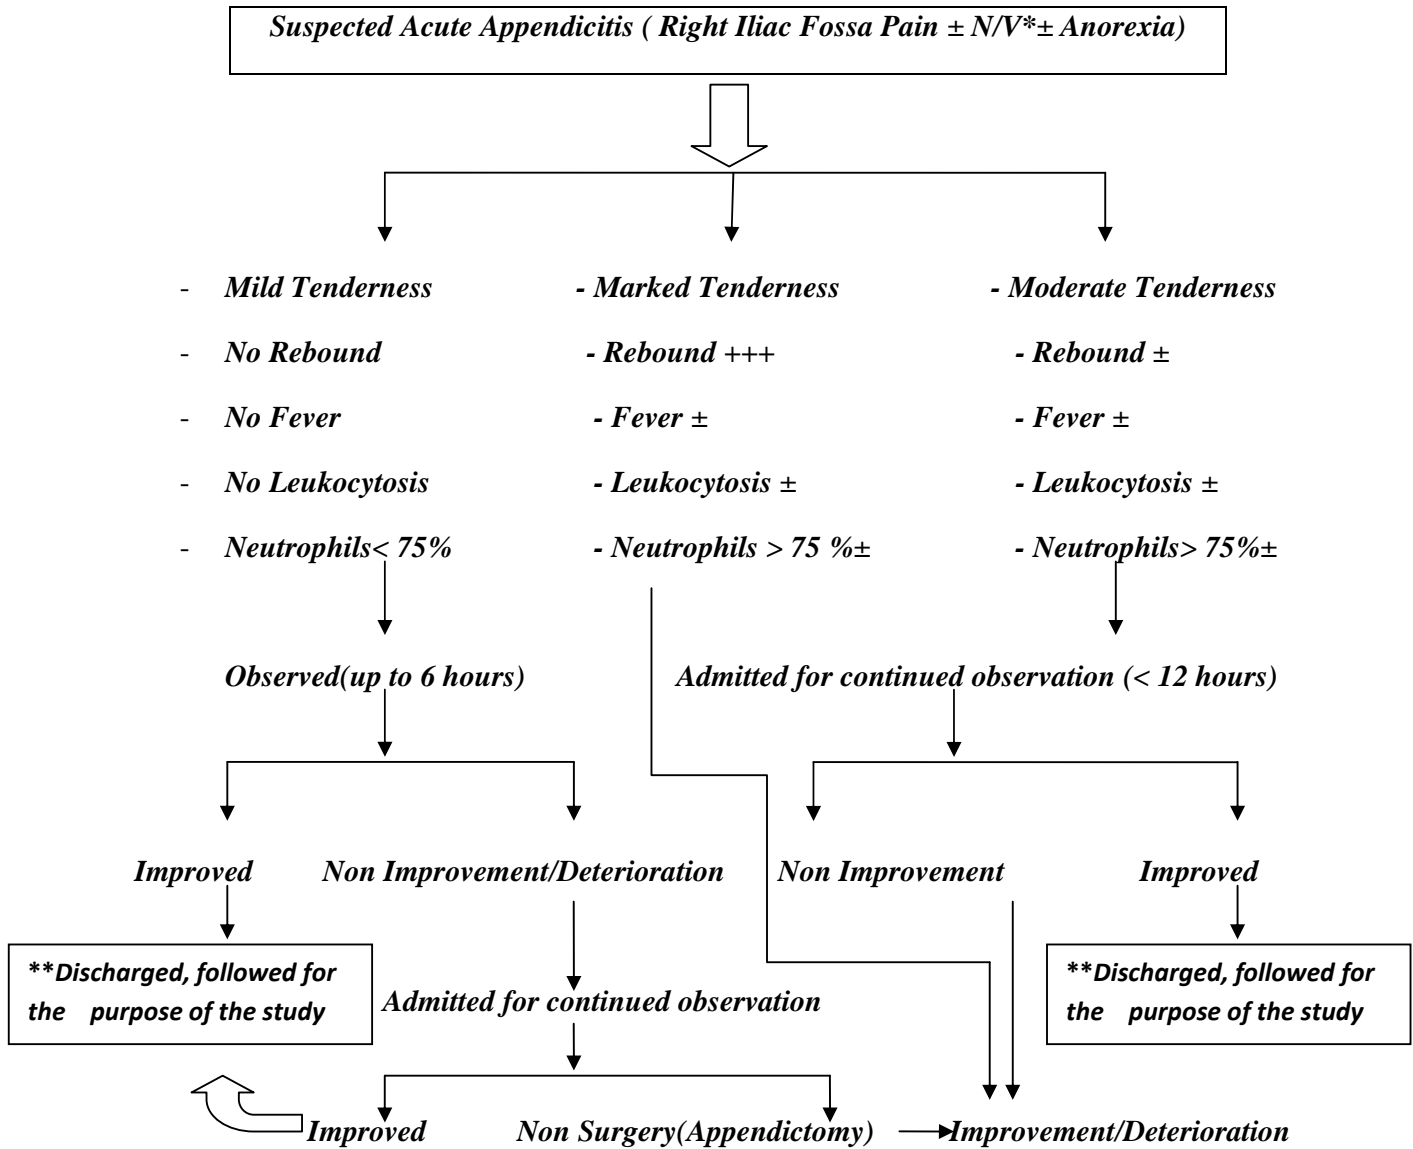 Suspected Acute Appendicitis ( Right Iliac Fossa Pain ± N/V*± Anorexia)
- Mild Tenderness - Marked Tenderness - Moderate Tenderness
- No Rebound - Rebound +++ - Rebound ±
- No Fever - Fever ± - Fever ±
- No Leukocytosis - Leukocytosis ± - Leukocytosis ±
- Neutrophils< 75% - Neutrophils > 75 %± - Neutrophils> 75%±
Observed(up to 6 hours) Admitted for continued observation (< 12 hours)
Improved Non Improvement/Deterioration Non Improvement Improved
**Discharged, followed for
the purpose of the study
**Discharged, followed for
the purpose of the study
Admitted for continued observation
Improved Non Surgery(Appendictomy) Improvement/Deterioration